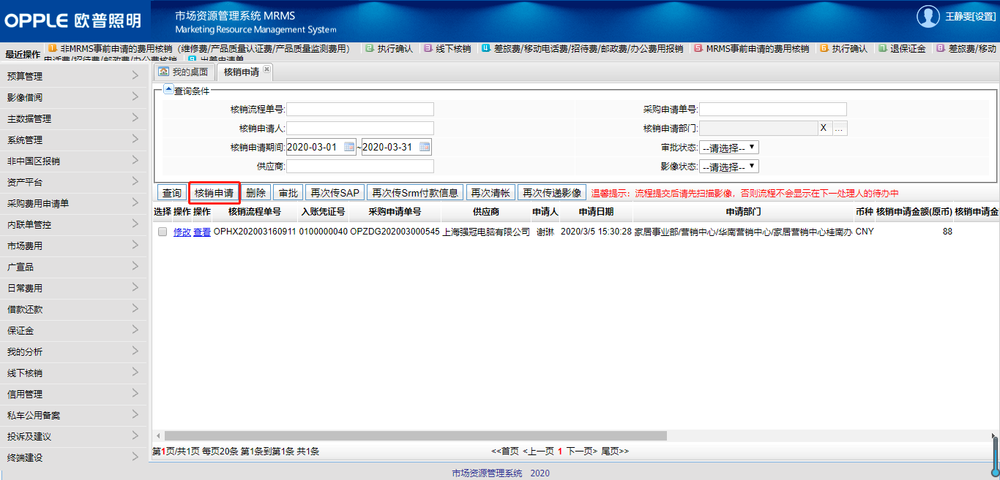 OPPLE 欧普照明
市场资源管理系统 MRMS
Marketing Resource Management System
王静雯[设置]
最近操作
1 非MRMS事前申请的费用核销（维修费/产品质量认证费/产品质量监测费用） 2 执行确认 3 线下核销 4 差旅费/移动电话费/招待费/邮政费/办公费用报销 5 MRMS事前申请的费用核销 6 执行确认 7 退保证金 8 差旅费/移动
电话费/招待费/邮政费/办公费核销 9 出差申请单
预算管理
影像借阅
主数据管理
系统管理
非中国区报销
资产平台
采购费用申请单
内联单管控
市场费用
广宣品
日常费用
借款还款
保证金
我的分析
线下核销
信用管理
私车公用备案
投诉及建议
终端建设
我的桌面 核销申请
查询条件
核销流程单号: 采购申请单号:
核销申请人: 核销申请部门: X ...
核销申请期间: 2020-03-01 ~ 2020-03-31 审批状态: --请选择--
供应商: 影像状态: --请选择--
查询 核销申请 删除 审批 再次传SAP 再次传Srm付款信息 再次清帐 再次传递影像 温馨提示：流程提交后请先扫描影像，否则流程不会显示在下一处理人的待办中
选择 操作 操作 核销流程单号 入账凭证号 采购申请单号 供应商 申请人 申请日期 申请部门 币种 核销申请金额(原币) 核销申请金
修改 查看 OPHX202003160911 0100000040 OPZDG202003000545 上海强冠电脑有限公司 谢琳 2020/3/5 15:30:28 家居事业部/营销中心/华南营销中心/家居营销中心桂南办 CNY 88
第1页/共1页 每页20条 第1条到第1条 共1条 <<首页 <上一页 1 下一页> 尾页>>
市场资源管理系统 2020